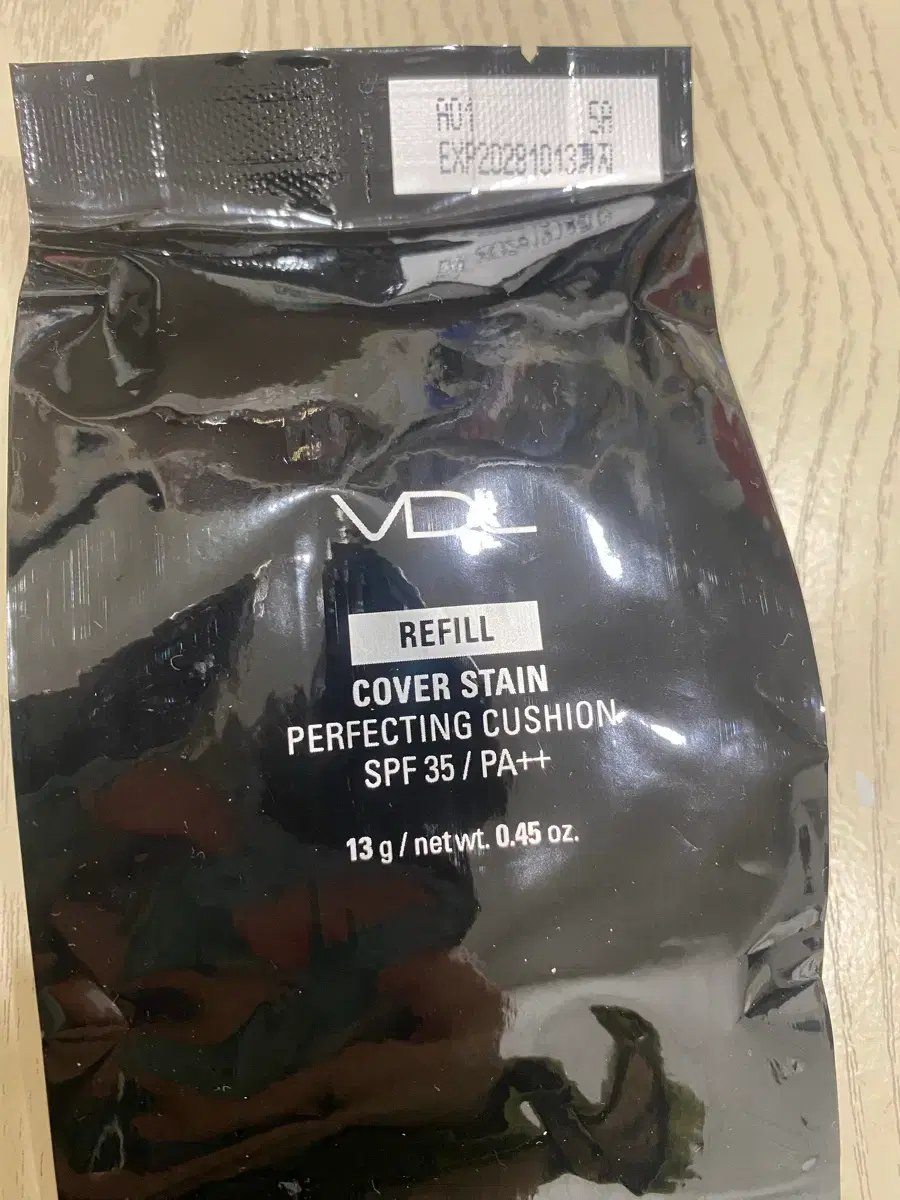 A01 5A
EXP20281013까지
VDL
REFILL
COVER STAIN
PERFECTING CUSHION
SPF 35 / PA++
13 g / net wt. 0.45 oz.